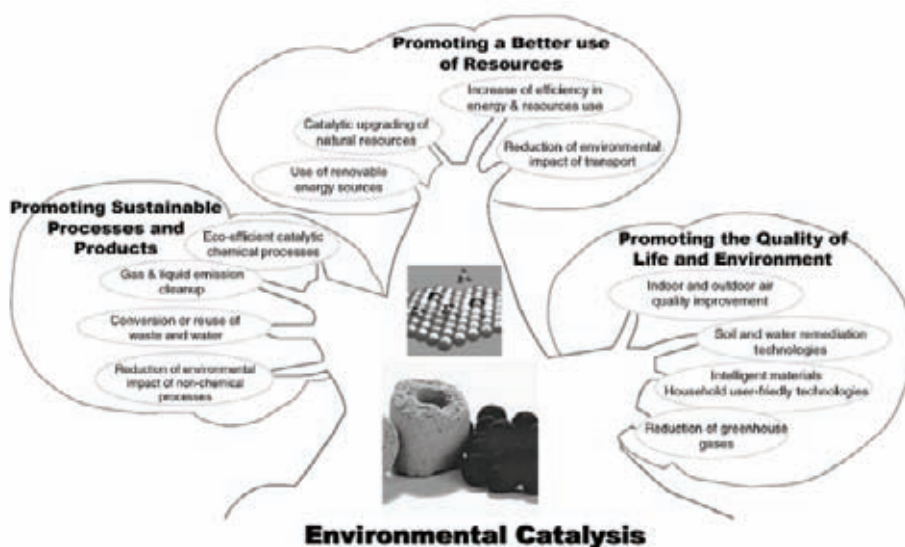 Promoting a Better use
of Resources
Increase of efficiency in
energy & resources use
Catalytic upgrading of
natural resources
Reduction of environmental
impact of transport
Use of renovable
energy sources
Promoting Sustainable
Processes and
Products
Eco-efficient catalytic
chemical processes
Gas & liquid emission
cleanup
Conversion or reuse of
waste and water
Reduction of environmental
impact of non-chemical
processes
Promoting the Quality of
Life and Environment
Indoor and outdoor air
quality improvement
Soil and water remediation
technologies
Intelligent materials
Household user-friendly technologies
Reduction of greenhouse
gases
Environmental Catalysis